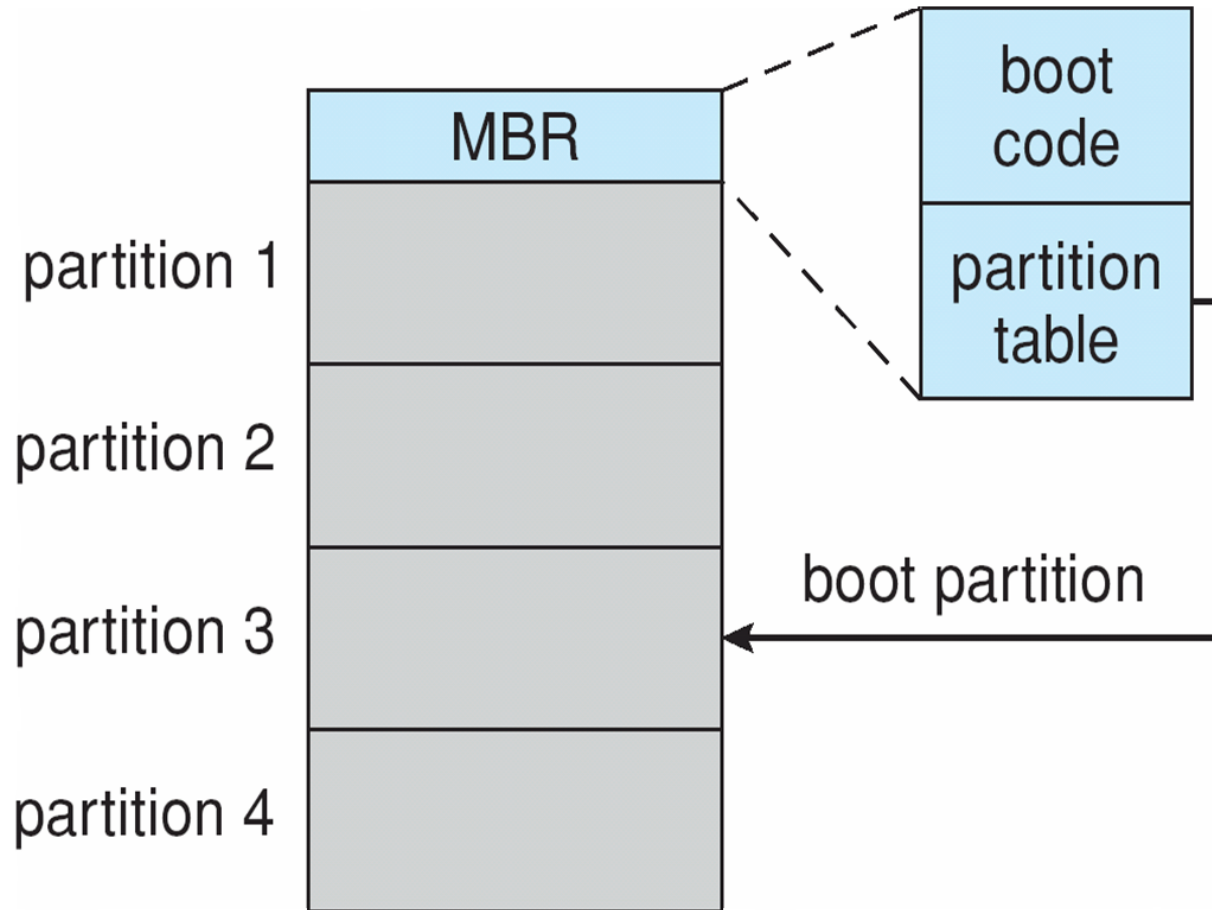 boot
code
MBR
partition
table
partition 1
partition 2
boot partition
partition 3
partition 4